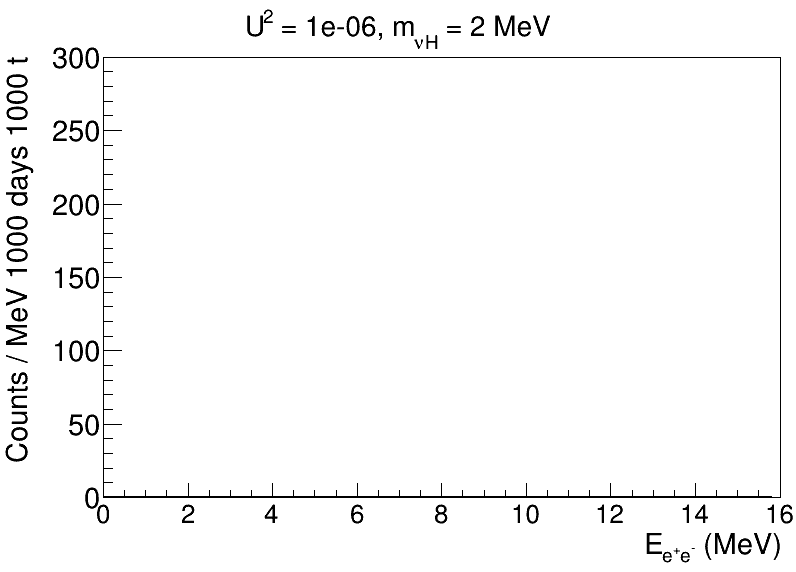 U² = 1e-06, m_νH = 2 MeV
Counts / MeV 1000 days 1000 t
300
250
200
150
100
50
0
0 2 4 6 8 10 12 14 16
E_e⁺e⁻ (MeV)